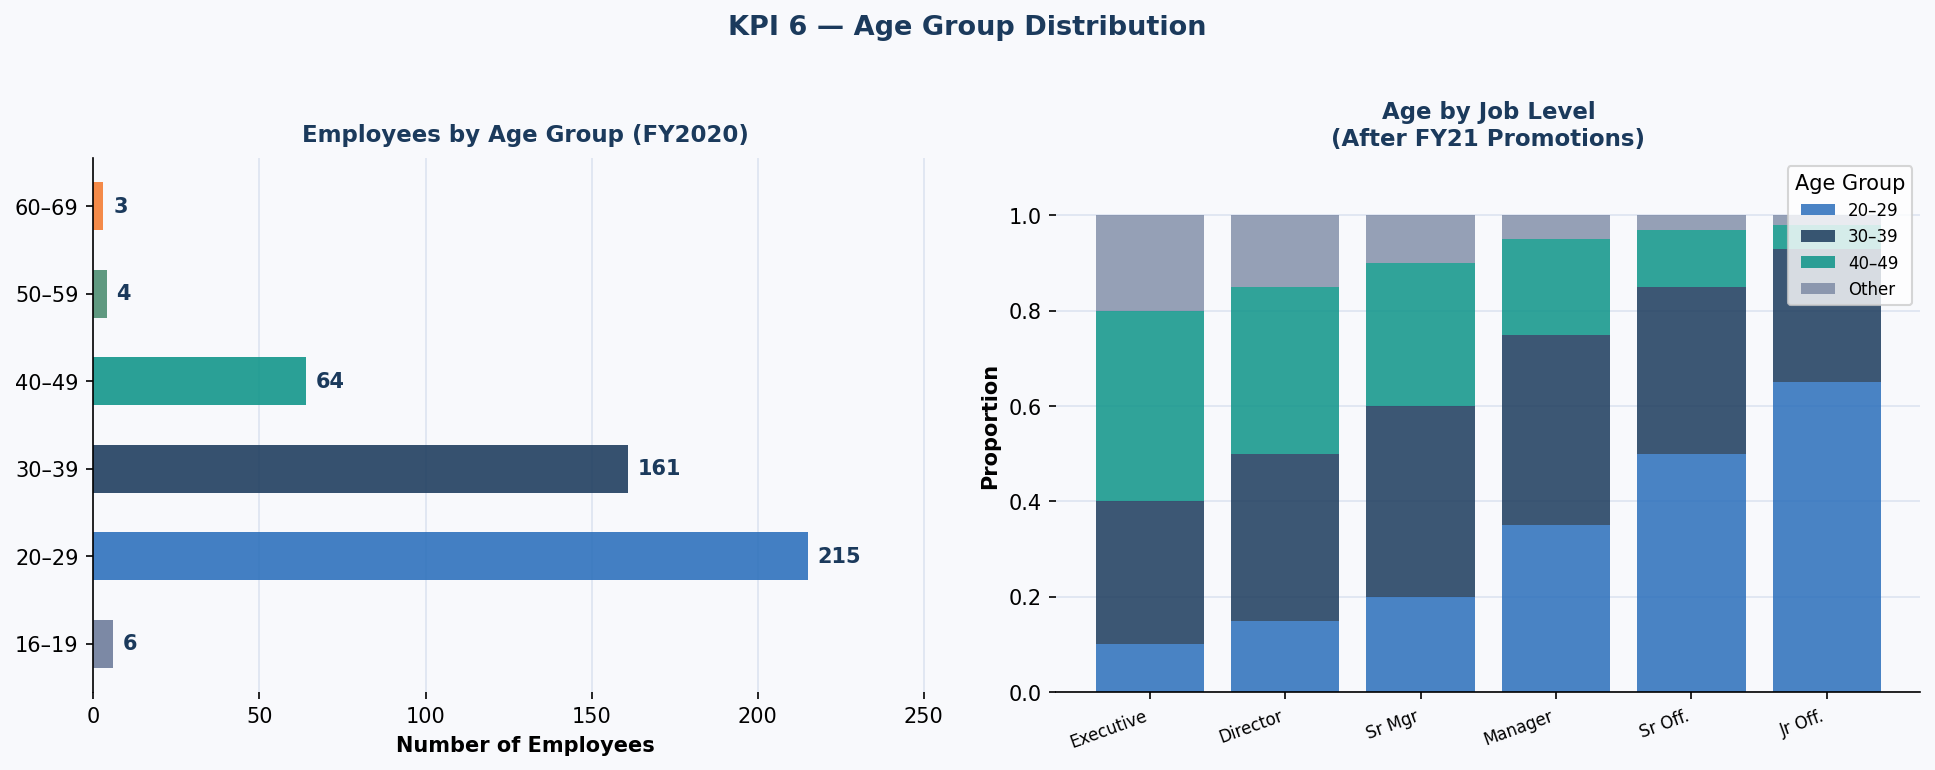 KPI 6 — Age Group Distribution
Employees by Age Group (FY2020)
60–69
3
50–59
4
40–49
64
30–39
161
20–29
215
16–19
6
0
50
100
150
200
250
Number of Employees
Age by Job Level
(After FY21 Promotions)
Age Group
20–29
30–39
40–49
Other
1.0
0.8
0.6
0.4
0.2
0.0
Proportion
Executive
Director
Sr Mgr
Manager
Sr Off.
Jr Off.